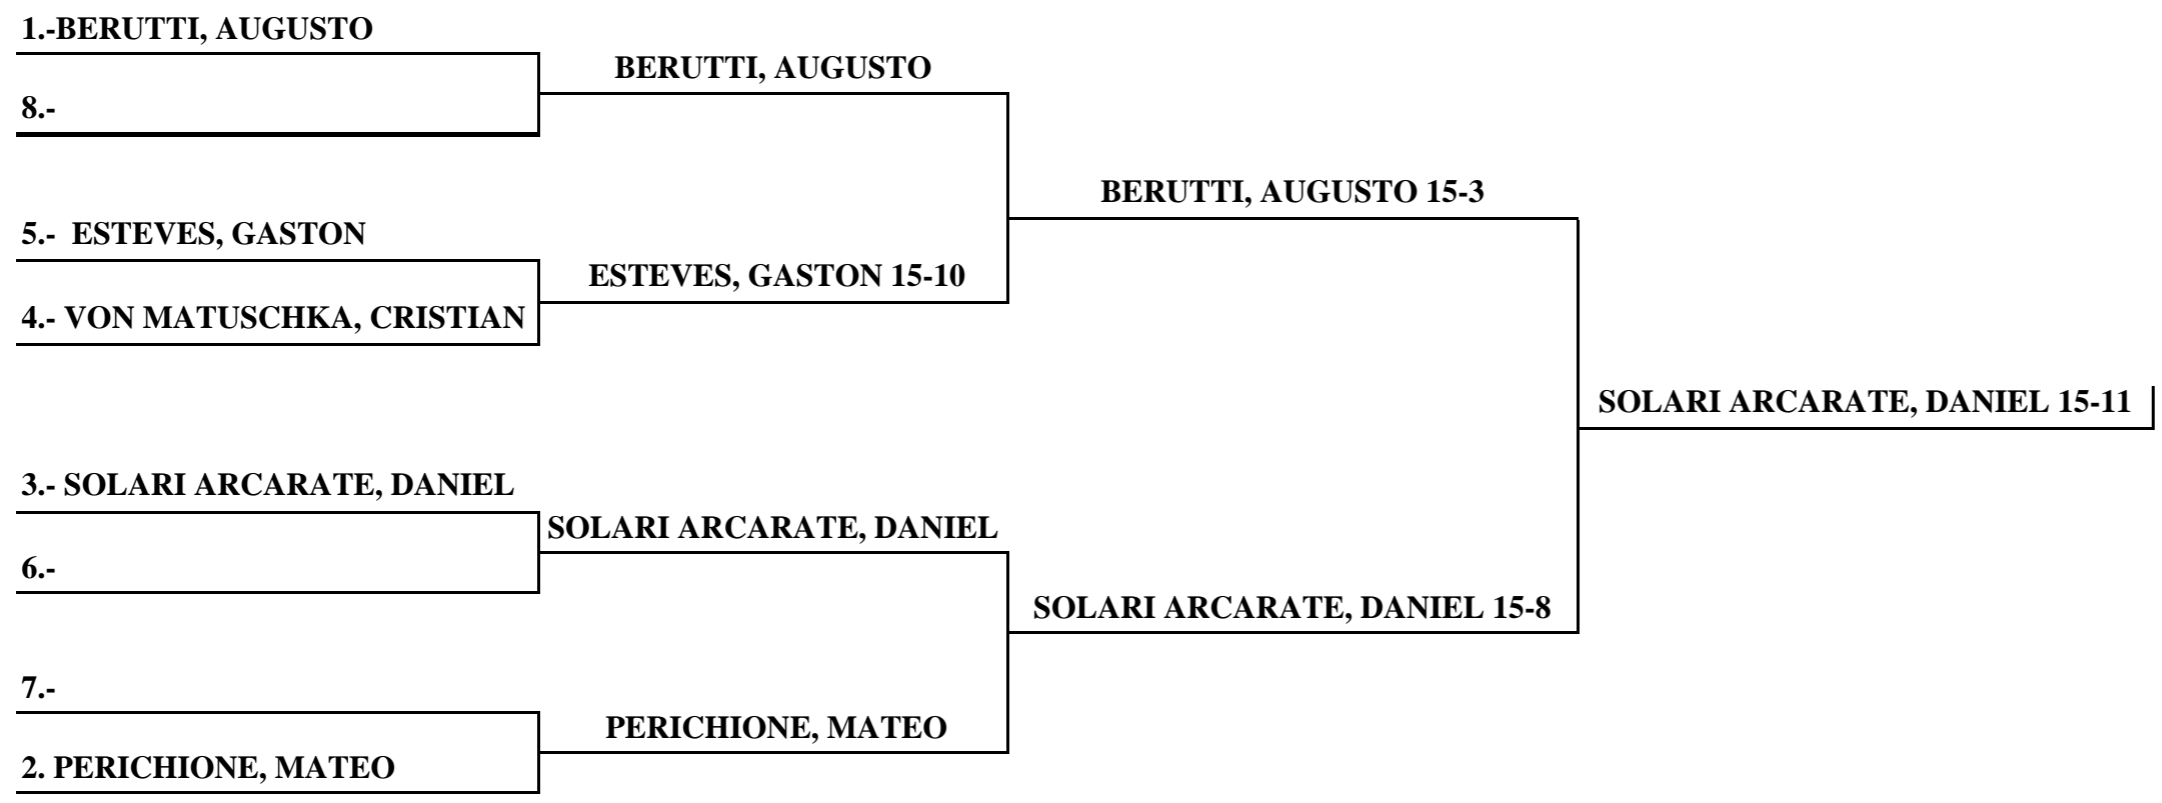 1.-BERUTTI, AUGUSTO
8.-
5.- ESTEVES, GASTON
4.- VON MATUSCHKA, CRISTIAN
3.- SOLARI ARCARATE, DANIEL
6.-
7.-
2. PERICHIONE, MATEO
BERUTTI, AUGUSTO
ESTEVES, GASTON 15-10
SOLARI ARCARATE, DANIEL
PERICHIONE, MATEO
BERUTTI, AUGUSTO 15-3
SOLARI ARCARATE, DANIEL 15-8
SOLARI ARCARATE, DANIEL 15-11